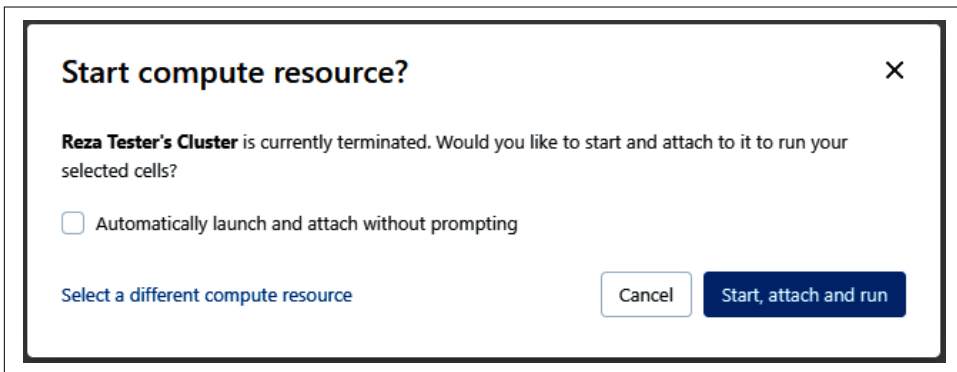 Start compute resource?
Reza Tester's Cluster is currently terminated. Would you like to start and attach to it to run your
selected cells?
Automatically launch and attach without prompting
Select a different compute resource
Cancel
Start, attach and run